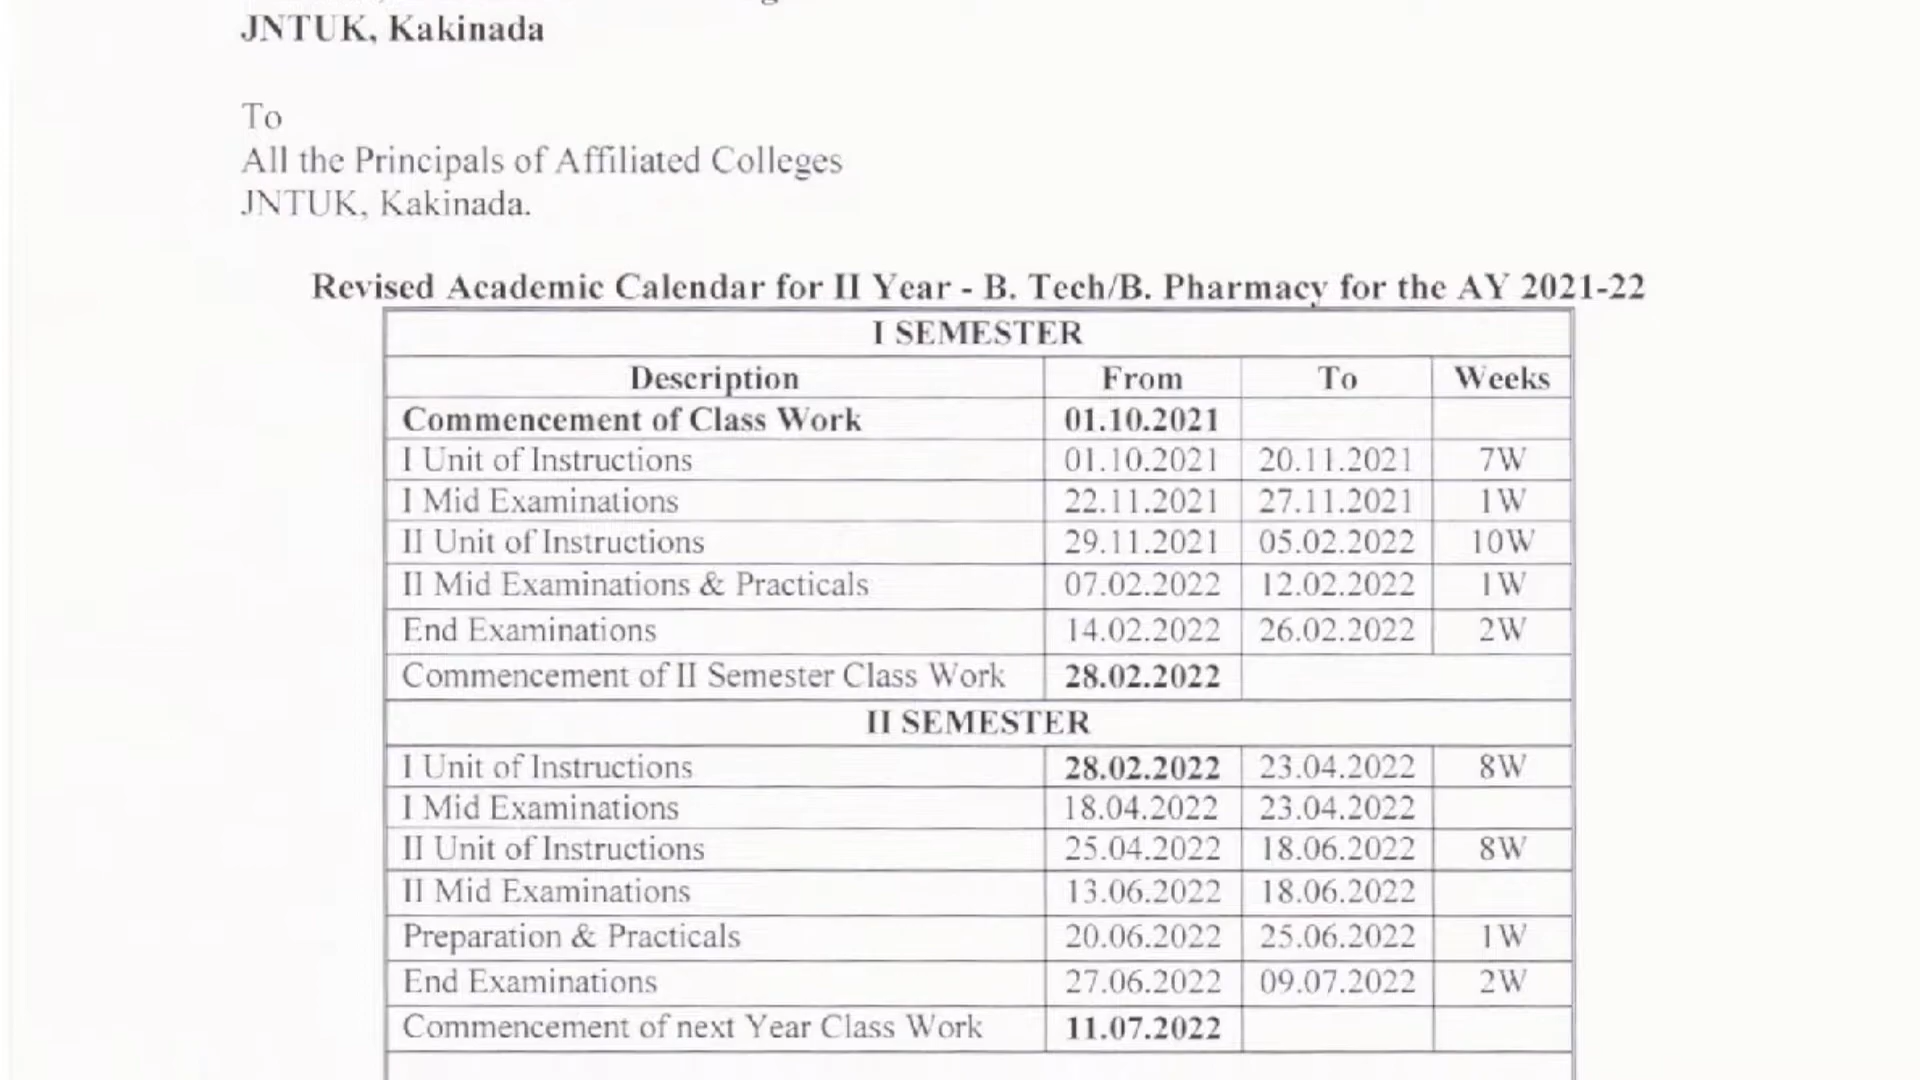 JNTUK, Kakinada
To
All the Principals of Affiliated Colleges
JNTUK, Kakinada.
Revised Academic Calendar for II Year - B. Tech/B. Pharmacy for the AY 2021-22
I SEMESTER
Description From To Weeks
Commencement of Class Work 01.10.2021
I Unit of Instructions 01.10.2021 20.11.2021 7W
I Mid Examinations 22.11.2021 27.11.2021 1W
II Unit of Instructions 29.11.2021 05.02.2022 10W
II Mid Examinations & Practicals 07.02.2022 12.02.2022 1W
End Examinations 14.02.2022 26.02.2022 2W
Commencement of II Semester Class Work 28.02.2022
II SEMESTER
I Unit of Instructions 28.02.2022 23.04.2022 8W
I Mid Examinations 18.04.2022 23.04.2022
II Unit of Instructions 25.04.2022 18.06.2022 8W
II Mid Examinations 13.06.2022 18.06.2022
Preparation & Practicals 20.06.2022 25.06.2022 1W
End Examinations 27.06.2022 09.07.2022 2W
Commencement of next Year Class Work 11.07.2022